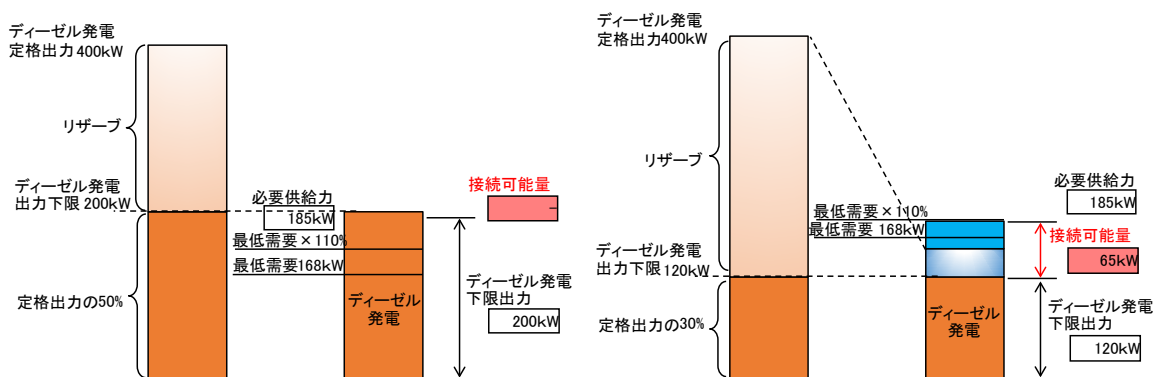 ディーゼル発電
定格出力400kW
リザーブ
ディーゼル発電
出力下限 200kW
定格出力の50%
必要供給力
185kW
最低需要×110%
最低需要168kW
ディーゼル
発電
接続可能量
-
ディーゼル発電
下限出力
200kW
ディーゼル発電
定格出力400kW
リザーブ
ディーゼル発電
出力下限120kW
定格出力の30%
最低需要×110%
最低需要 168kW
ディーゼル
発電
必要供給力
185kW
接続可能量
65kW
ディーゼル発電
下限出力
120kW